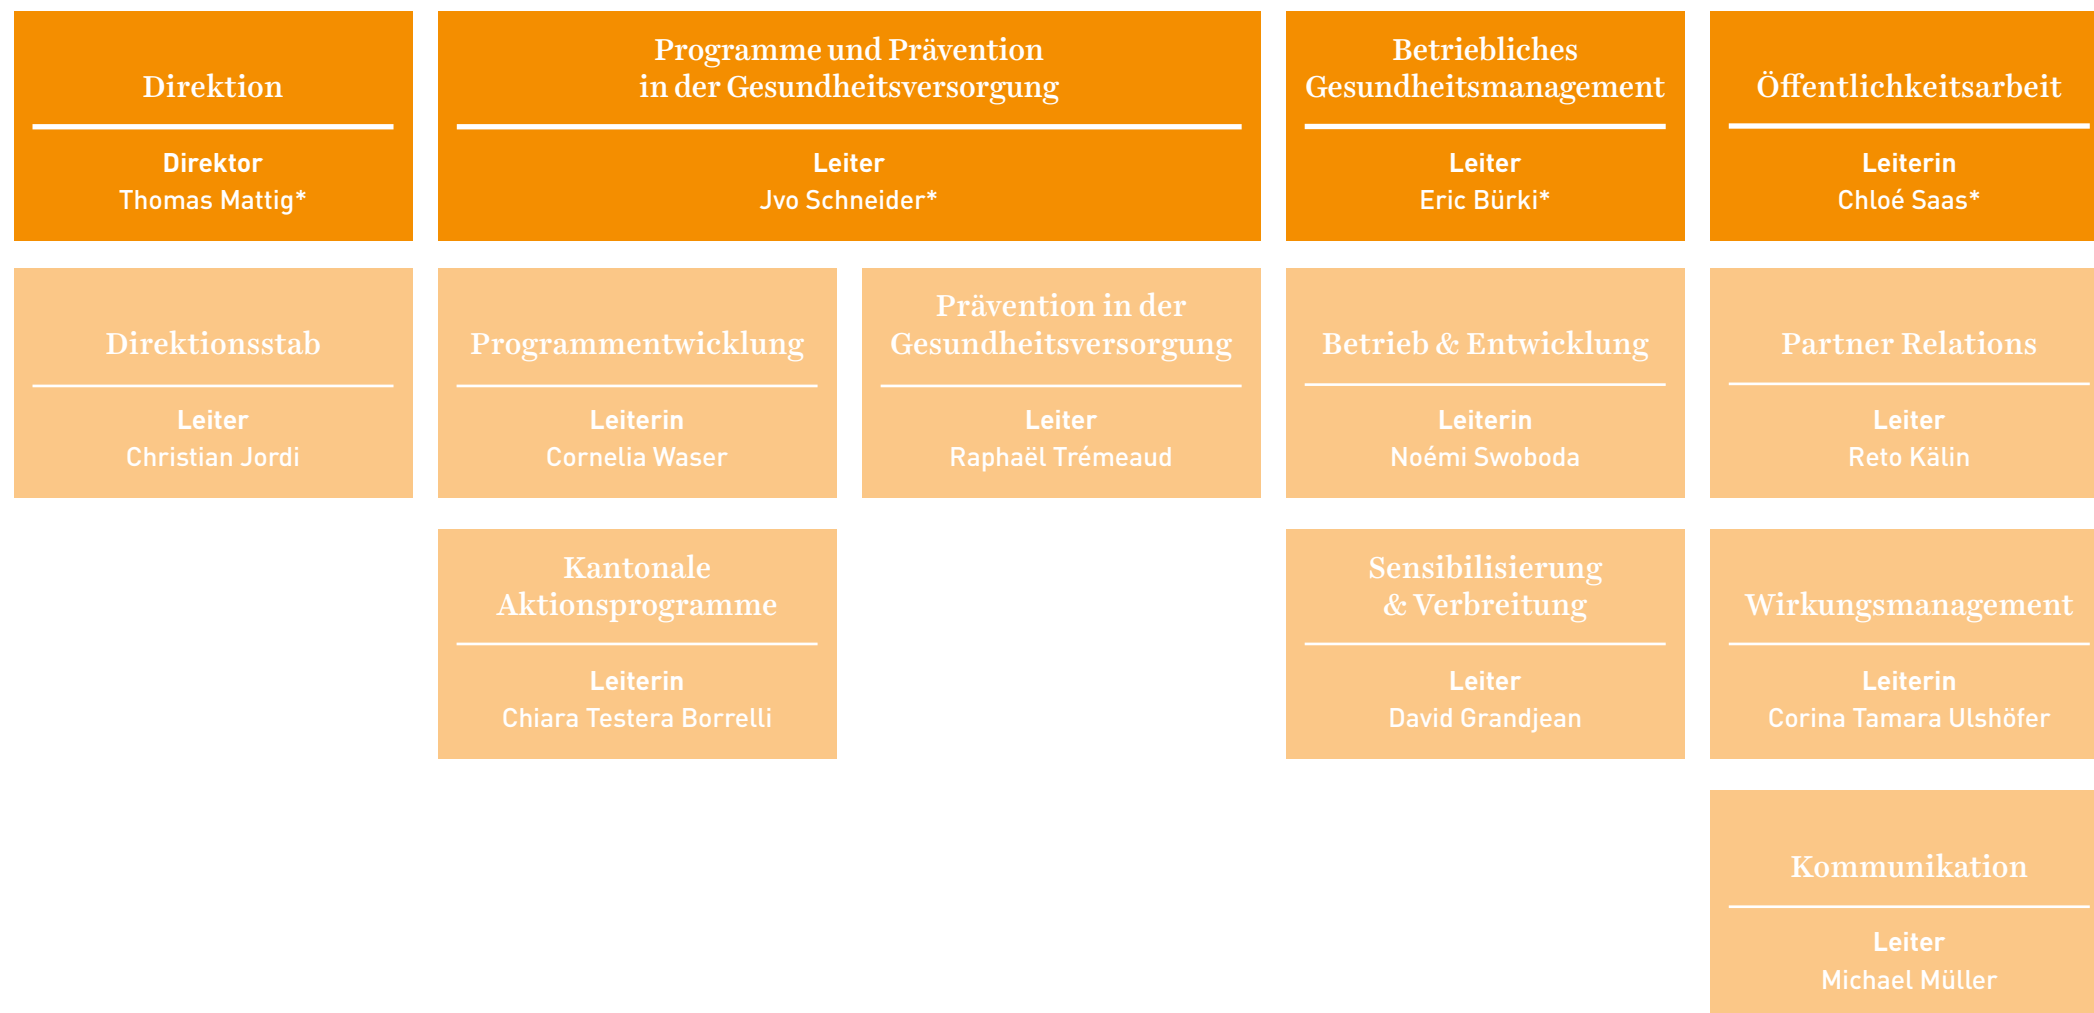 Direktion
Direktor
Thomas Mattig*
Programme und Prävention
in der Gesundheitsversorgung
Leiter
Jvo Schneider*
Betriebliches
Gesundheitsmanagement
Leiter
Eric Bürki*
Öffentlichkeitsarbeit
Leiterin
Chloé Saas*
Direktionsstab
Leiter
Christian Jordi
Programmentwicklung
Leiterin
Cornelia Waser
Prävention in der
Gesundheitsversorgung
Leiter
Raphaël Trémeaud
Betrieb & Entwicklung
Leiterin
Noémi Swoboda
Partner Relations
Leiter
Reto Kälin
Kantonale
Aktionsprogramme
Leiterin
Chiara Testera Borrelli
Sensibilisierung
& Verbreitung
Leiter
David Grandjean
Wirkungsmanagement
Leiterin
Corina Tamara Ulshöfer
Kommunikation
Leiter
Michael Müller